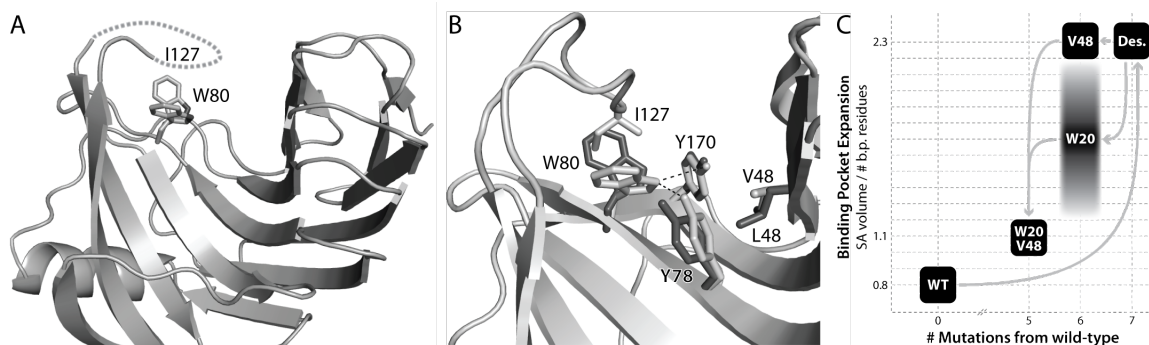 A
I127
W80
B
I127
Y170
W80
V48
L48
Y78
C
Binding Pocket Expansion
SA volume / # b.p. residues
2.3
1.1
0.8
V48
Des.
W20
W20
V48
WT
0
5
6
7
# Mutations from wild-type